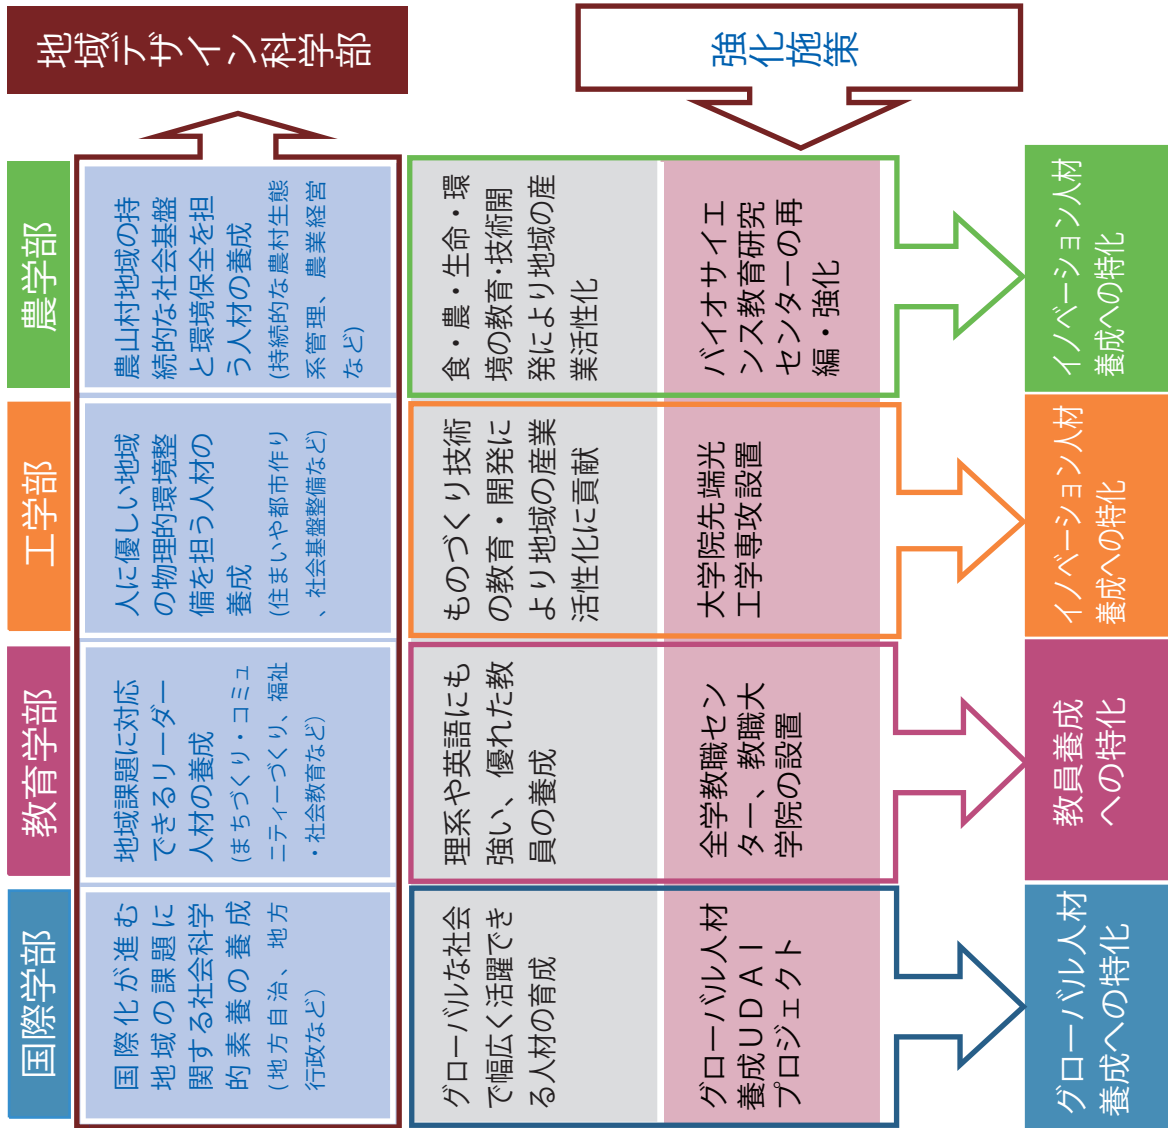 国際学部
国際化が進む
地域の課題に
関する社会科学
的素養の養成
(地方自治、地方
行政など)
グローバルな社会
で幅広く活躍でき
る人材の育成
グローバル人材
養成UDAI
プロジェクト
グローバル人材
養成への特化
教育学部
地域課題に対応
できるリーダー
人材の養成
(まちづくり・コミュ
ニティーづくり、福祉
・社会教育など)
理系や英語にも
強い、優れた教
員の養成
全学教職セン
ター、教職大
学院の設置
教員養成
への特化
工学部
人に優しい地域
の物理的環境整
備を担う人材の
養成
(住まいや都市作り
、社会基盤整備など)
ものづくり技術
の教育・開発に
より地域の産業
活性化に貢献
大学院先端光
工学専攻設置
イノベーション人材
養成への特化
農学部
農山村地域の持
続的な社会基盤
と環境保全を担
う人材の養成
(持続的な農村生態
系管理、農業経営
など)
食・農・生命・環
境の教育・技術開
発により地域の産
業活性化
バイオサイエ
ンス教育研究
センターの再
編・強化
イノベーション人材
養成への特化
地域デザイン科学部
強化施策